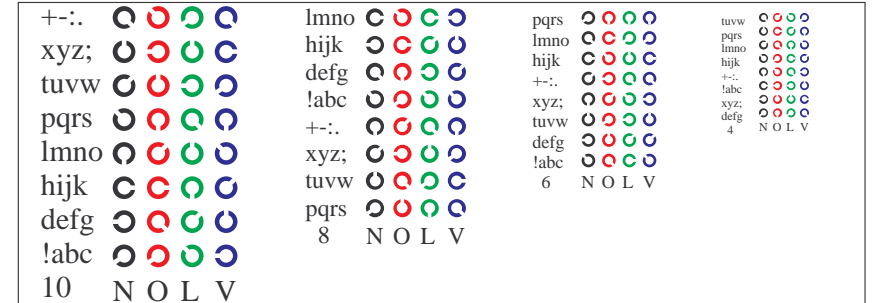 +-:.
xyz;
tuvw
pqrs
lmno
hijk
defg
!abc
10 N O L V
lmno
hijk
defg
!abc
+-:.
xyz;
tuvw
pqrs
8 N O L V
pqrs
lmno
hijk
+-:.
xyz;
tuvw
defg
!abc
6 N O L V
tuvw
pqrs
lmno
hijk
+-:.
!abc
xyz;
defg
4 N O L V